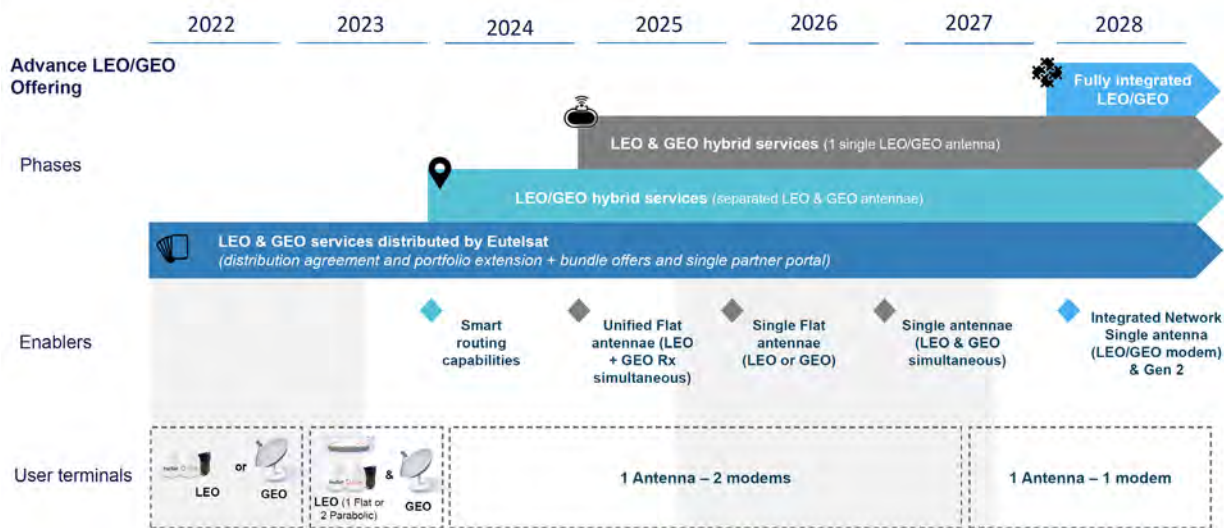 2022 2023 2024 2025 2026 2027 2028
Advance LEO/GEO
Offering
Fully integrated
LEO/GEO
Phases
LEO & GEO hybrid services (1 single LEO/GEO antenna)
LEO/GEO hybrid services (separated LEO & GEO antennae)
LEO & GEO services distributed by Eutelsat
(distribution agreement and portfolio extension + bundle offers and single partner portal)
Enablers
Smart
routing
capabilities
Unified Flat
antennae (LEO
+ GEO Rx
simultaneous)
Single Flat
antennae
(LEO or GEO)
Single antennae
(LEO & GEO
simultaneous)
Integrated Network
Single antenna
(LEO/GEO modem)
& Gen 2
User terminals
LEO
or
GEO
LEO (1 Flat or
2 Parabolic)
&
GEO
1 Antenna – 2 modems
1 Antenna – 1 modem